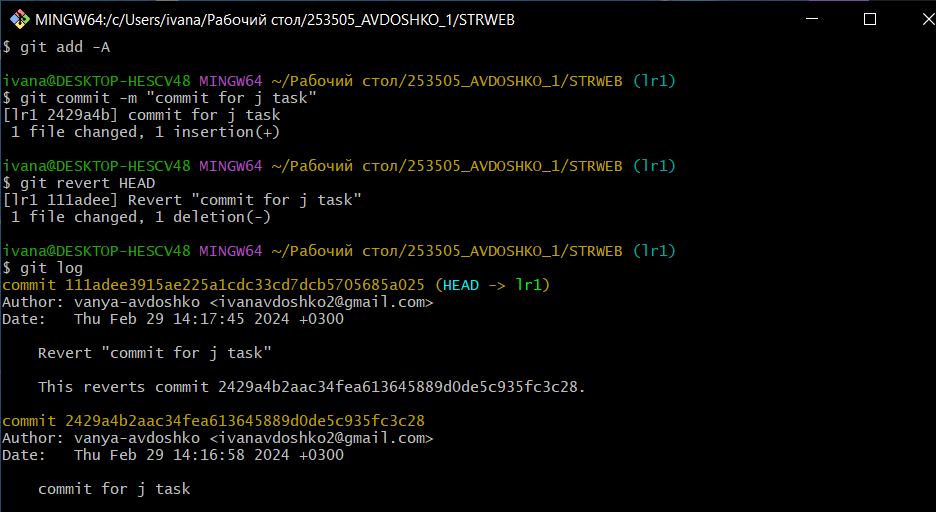 MINGW64:/c/Users/ivana/Рабочий стол/253505_AVDOSHKO_1/STRWEB
$ git add -A
ivana@DESKTOP-HESCV48 MINGW64 ~/Рабочий стол/253505_AVDOSHKO_1/STRWEB (lr1)
$ git commit -m "commit for j task"
[lr1 2429a4b] commit for j task
 1 file changed, 1 insertion(+)
ivana@DESKTOP-HESCV48 MINGW64 ~/Рабочий стол/253505_AVDOSHKO_1/STRWEB (lr1)
$ git revert HEAD
[lr1 111adee] Revert "commit for j task"
 1 file changed, 1 deletion(-)
ivana@DESKTOP-HESCV48 MINGW64 ~/Рабочий стол/253505_AVDOSHKO_1/STRWEB (lr1)
$ git log
commit 111adee3915ae225a1cdc33cd7dcb5705685a025 (HEAD -> lr1)
Author: vanya-avdoshko <ivanavdoshko2@gmail.com>
Date:   Thu Feb 29 14:17:45 2024 +0300
    Revert "commit for j task"
    This reverts commit 2429a4b2aac34fea613645889d0de5c935fc3c28.
commit 2429a4b2aac34fea613645889d0de5c935fc3c28
Author: vanya-avdoshko <ivanavdoshko2@gmail.com>
Date:   Thu Feb 29 14:16:58 2024 +0300
    commit for j task